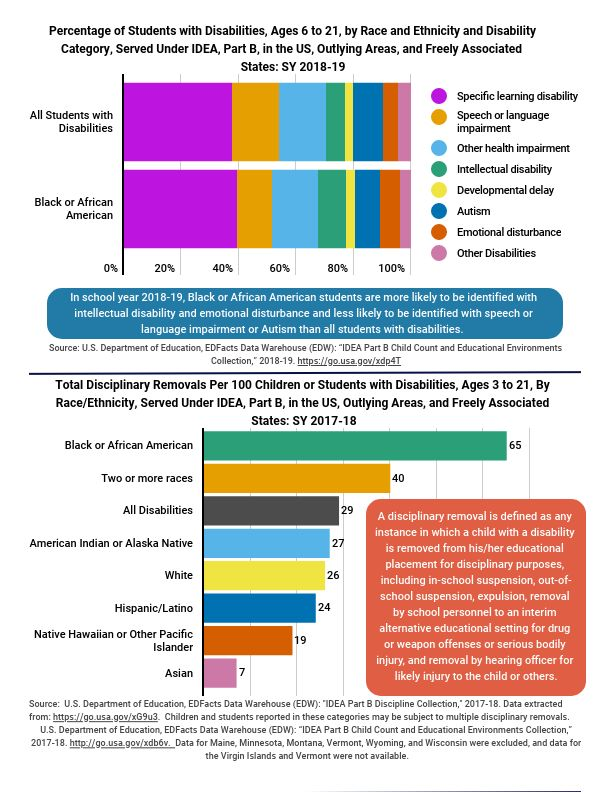 Percentage of Students with Disabilities, Ages 6 to 21, by Race and Ethnicity and Disability
Category, Served Under IDEA, Part B, in the US, Outlying Areas, and Freely Associated
States: SY 2018-19
All Students with
Disabilities
Black or African
American
0% 20% 40% 60% 80% 100%
Specific learning disability
Speech or language
impairment
Other health impairment
Intellectual disability
Developmental delay
Autism
Emotional disturbance
Other Disabilities
In school year 2018-19, Black or African American students are more likely to be identified with
intellectual disability and emotional disturbance and less likely to be identified with speech or
language impairment or Autism than all students with disabilities.
Source: U.S. Department of Education, EDFacts Data Warehouse (EDW): "IDEA Part B Child Count and Educational Environments
Collection," 2018-19. https://go.usa.gov/xdp4T
Total Disciplinary Removals Per 100 Children or Students with Disabilities, Ages 3 to 21, By
Race/Ethnicity, Served Under IDEA, Part B, in the US, Outlying Areas, and Freely Associated
States: SY 2017-18
Black or African American 65
Two or more races 40
All Disabilities 29
American Indian or Alaska Native 27
White 26
Hispanic/Latino 24
Native Hawaiian or Other Pacific
Islander 19
Asian 7
A disciplinary removal is defined as any
instance in which a child with a disability
is removed from his/her educational
placement for disciplinary purposes,
including in-school suspension, out-of-
school suspension, expulsion, removal
by school personnel to an interim
alternative educational setting for drug
or weapon offenses or serious bodily
injury, and removal by hearing officer for
likely injury to the child or others.
Source: U.S. Department of Education, EDFacts Data Warehouse (EDW): "IDEA Part B Discipline Collection," 2017-18. Data extracted
from: https://go.usa.gov/xG9u3. Children and students reported in these categories may be subject to multiple disciplinary removals.
U.S. Department of Education, EDFacts Data Warehouse (EDW): "IDEA Part B Child Count and Educational Environments Collection,"
2017-18. http://go.usa.gov/xdb6v. Data for Maine, Minnesota, Montana, Vermont, Wyoming, and Wisconsin were excluded, and data for
the Virgin Islands and Vermont were not available.